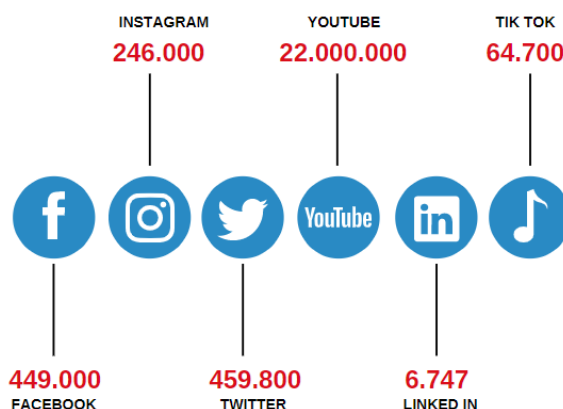 INSTAGRAM
246.000
YOUTUBE
22.000.000
TIK TOK
64.700
f
YouTube
in
449.000
FACEBOOK
459.800
TWITTER
6.747
LINKED IN